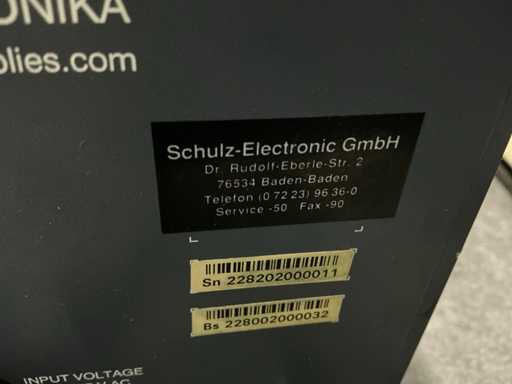 ONIKA
plies.com
Schulz-Electronic GmbH
Dr. Rudolf-Eberle-Str. 2
76534 Baden-Baden
Telefon (0 72 23) 96 36-0
Service -50 Fax -90
Sn 228202000011
Bs 228002000032
INPUT VOLTAGE
V AC